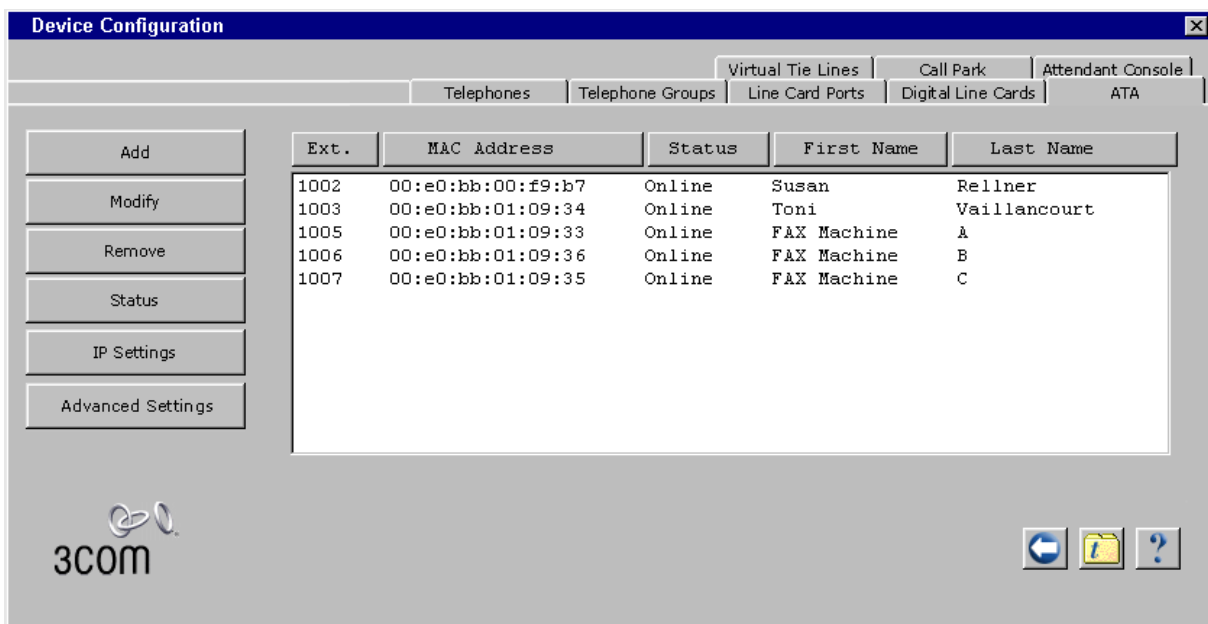 Device Configuration
Virtual Tie Lines Call Park Attendant Console
Telephones Telephone Groups Line Card Ports Digital Line Cards ATA
Add
Modify
Remove
Status
IP Settings
Advanced Settings
Ext. MAC Address Status First Name Last Name
1002 00:e0:bb:00:f9:b7 Online Susan Rellner
1003 00:e0:bb:01:09:34 Online Toni Vaillancourt
1005 00:e0:bb:01:09:33 Online FAX Machine A
1006 00:e0:bb:01:09:36 Online FAX Machine B
1007 00:e0:bb:01:09:35 Online FAX Machine C
3COM
t ?